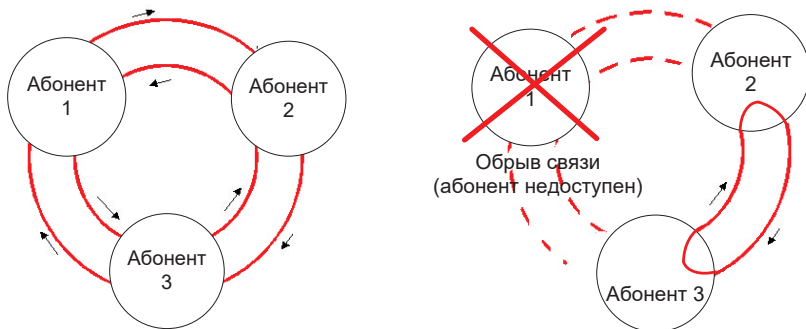 Абонент
1
Абонент
2
Абонент
3
Абонент
1
Абонент
2
Обрыв связи
(абонент недоступен)
Абонент 3